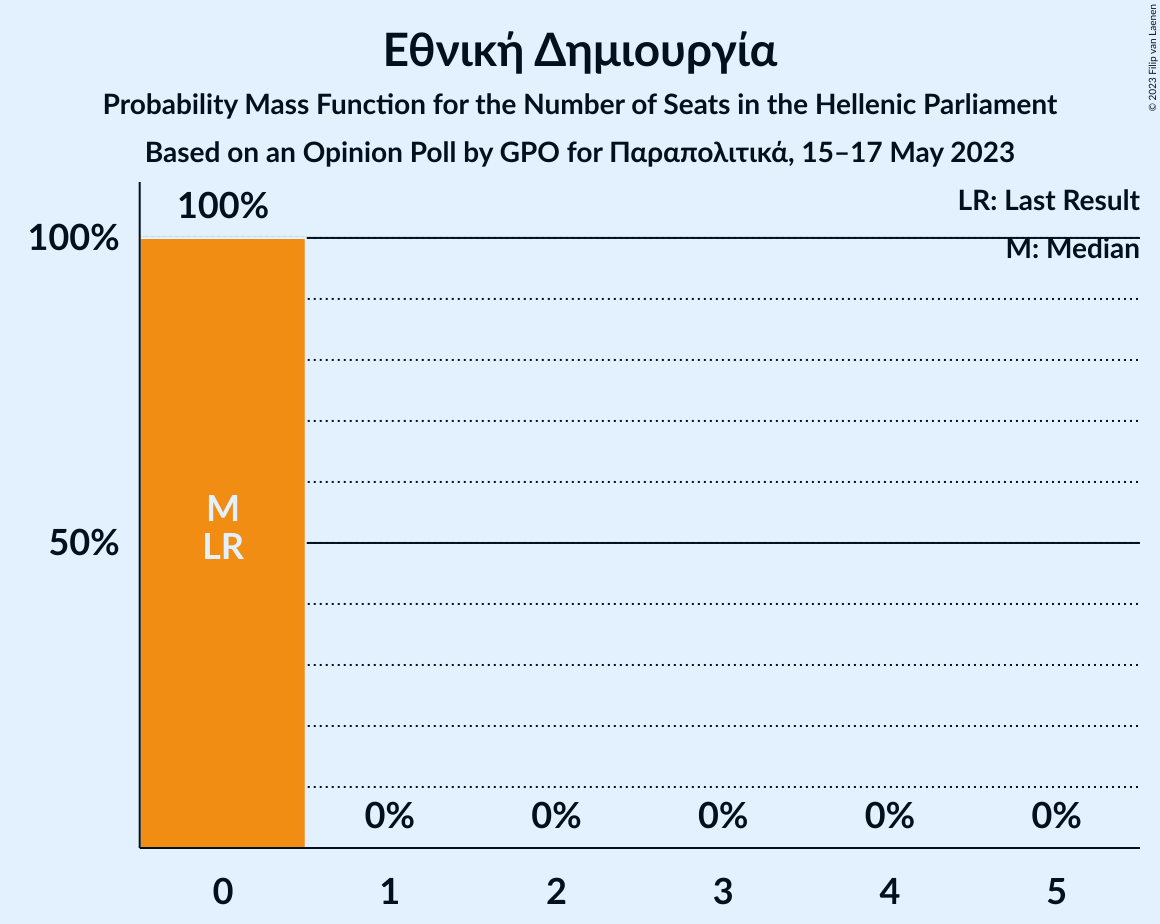 Εθνική Δημιουργία
Probability Mass Function for the Number of Seats in the Hellenic Parliament
Based on an Opinion Poll by GPO for Παραπολιτικά, 15–17 May 2023
© 2023 Filip van Laenen
LR: Last Result
M: Median
100%
100%
50%
M
LR
0% 0% 0% 0% 0%
0 1 2 3 4 5